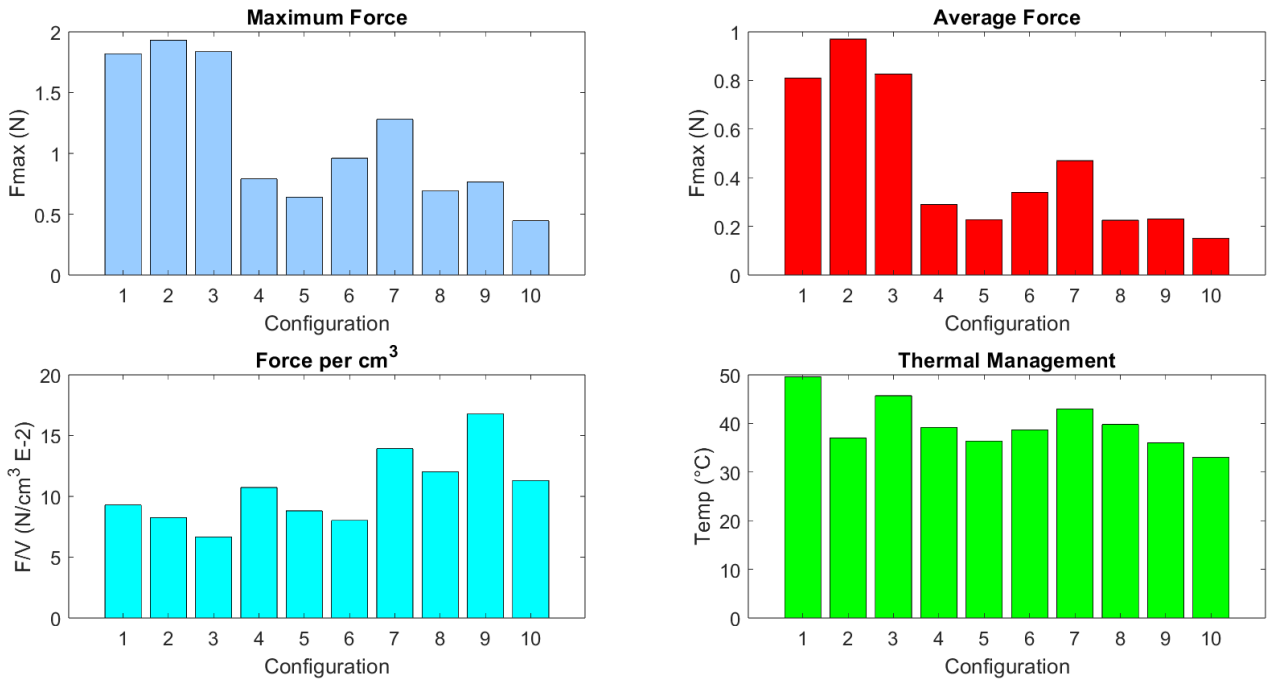 Maximum Force
2
1.5
1
0.5
0
Fmax (N)
1 2 3 4 5 6 7 8 9 10
Configuration
Average Force
1
0.8
0.6
0.4
0.2
0
Fmax (N)
1 2 3 4 5 6 7 8 9 10
Configuration
Force per cm³
20
15
10
5
0
F/V (N/cm³ E-2)
1 2 3 4 5 6 7 8 9 10
Configuration
Thermal Management
50
40
30
20
10
0
Temp (°C)
1 2 3 4 5 6 7 8 9 10
Configuration